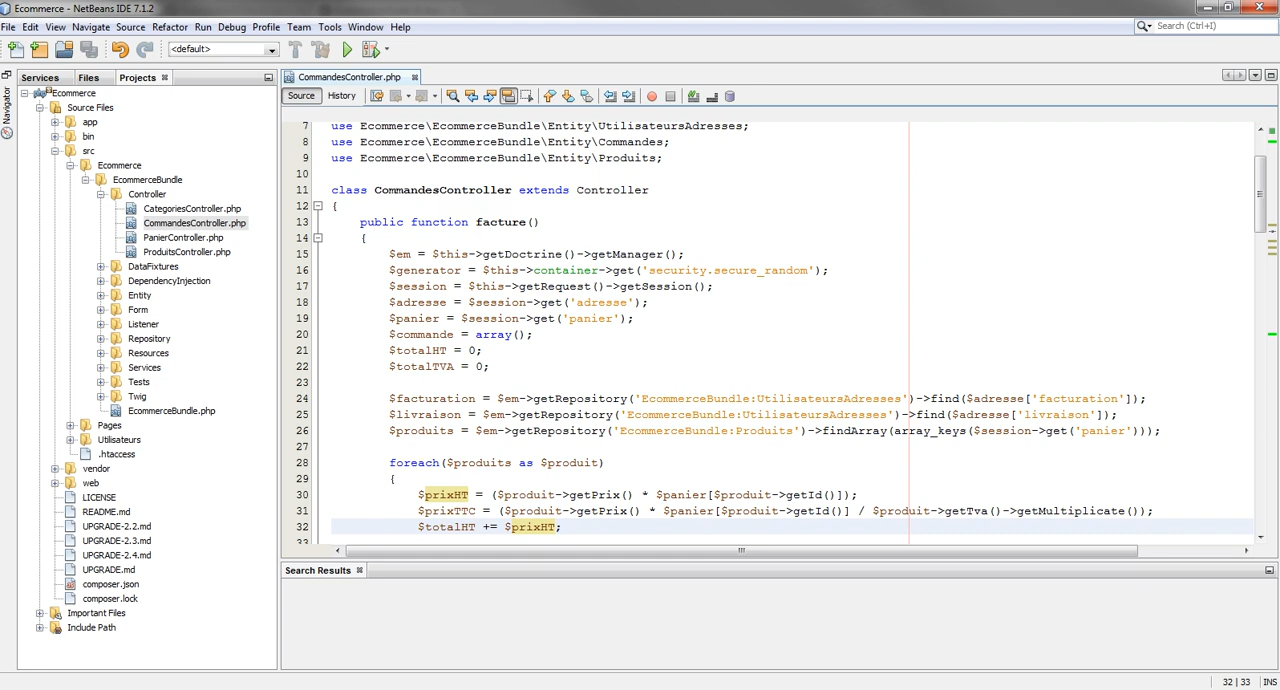 Ecommerce - NetBeans IDE 7.1.2
File Edit View Navigate Source Refactor Run Debug Profile Team Tools Window Help
Search (Ctrl+I)
<default>
Services Files Projects
Navigator
Ecommerce
Source Files
app
bin
src
Ecommerce
EcommerceBundle
Controller
CategoriesController.php
CommandesController.php
PanierController.php
ProduitsController.php
DataFixtures
DependencyInjection
Entity
Form
Listener
Repository
Resources
Services
Tests
Twig
EcommerceBundle.php
Pages
Utilisateurs
.htaccess
vendor
web
LICENSE
README.md
UPGRADE-2.2.md
UPGRADE-2.3.md
UPGRADE-2.4.md
UPGRADE.md
composer.json
composer.lock
Important Files
Include Path
CommandesController.php
Source History
7 use Ecommerce\EcommerceBundle\Entity\UtilisateursAdresses;
8 use Ecommerce\EcommerceBundle\Entity\Commandes;
9 use Ecommerce\EcommerceBundle\Entity\Produits;
10
11 class CommandesController extends Controller
12 {
13 public function facture()
14 {
15 $em = $this->getDoctrine()->getManager();
16 $generator = $this->container->get('security.secure_random');
17 $session = $this->getRequest()->getSession();
18 $adresse = $session->get('adresse');
19 $panier = $session->get('panier');
20 $commande = array();
21 $totalHT = 0;
22 $totalTVA = 0;
23
24 $facturation = $em->getRepository('EcommerceBundle:UtilisateursAdresses')->find($adresse['facturation']);
25 $livraison = $em->getRepository('EcommerceBundle:UtilisateursAdresses')->find($adresse['livraison']);
26 $produits = $em->getRepository('EcommerceBundle:Produits')->findArray(array_keys($session->get('panier')));
27
28 foreach($produits as $produit)
29 {
30 $prixHT = ($produit->getPrix() * $panier[$produit->getId()]);
31 $prixTTC = ($produit->getPrix() * $panier[$produit->getId()] / $produit->getTva()->getMultiplicate());
32 $totalHT += $prixHT;
33
Search Results
32 | 33 INS